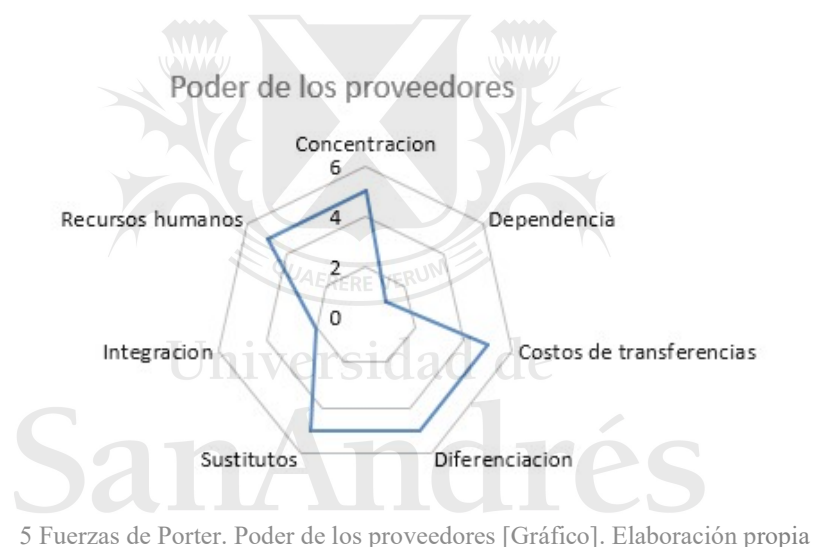 Poder de los proveedores
Concentracion
6
Recursos humanos
4
Dependencia
2
QUAERERE VERUM
0
Integracion
Costos de transferencias
Universidad de
SanAndrés
Sustitutos
Diferenciacion
5 Fuerzas de Porter. Poder de los proveedores [Gráfico]. Elaboración propia